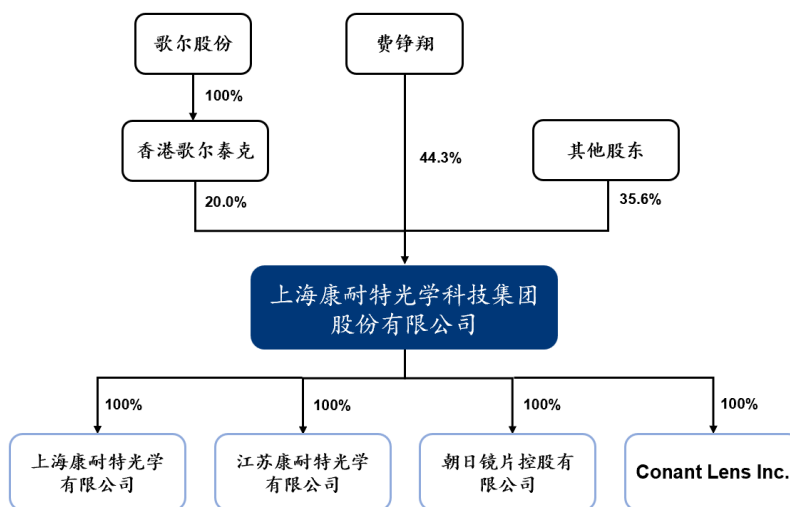 歌尔股份
费铮翔
100%
香港歌尔泰克
其他股东
44.3%
20.0%
35.6%
上海康耐特光学科技集团
股份有限公司
100%
100%
100%
100%
上海康耐特光学
有限公司
江苏康耐特光学
有限公司
朝日镜片控股有
限公司
Conant Lens Inc.